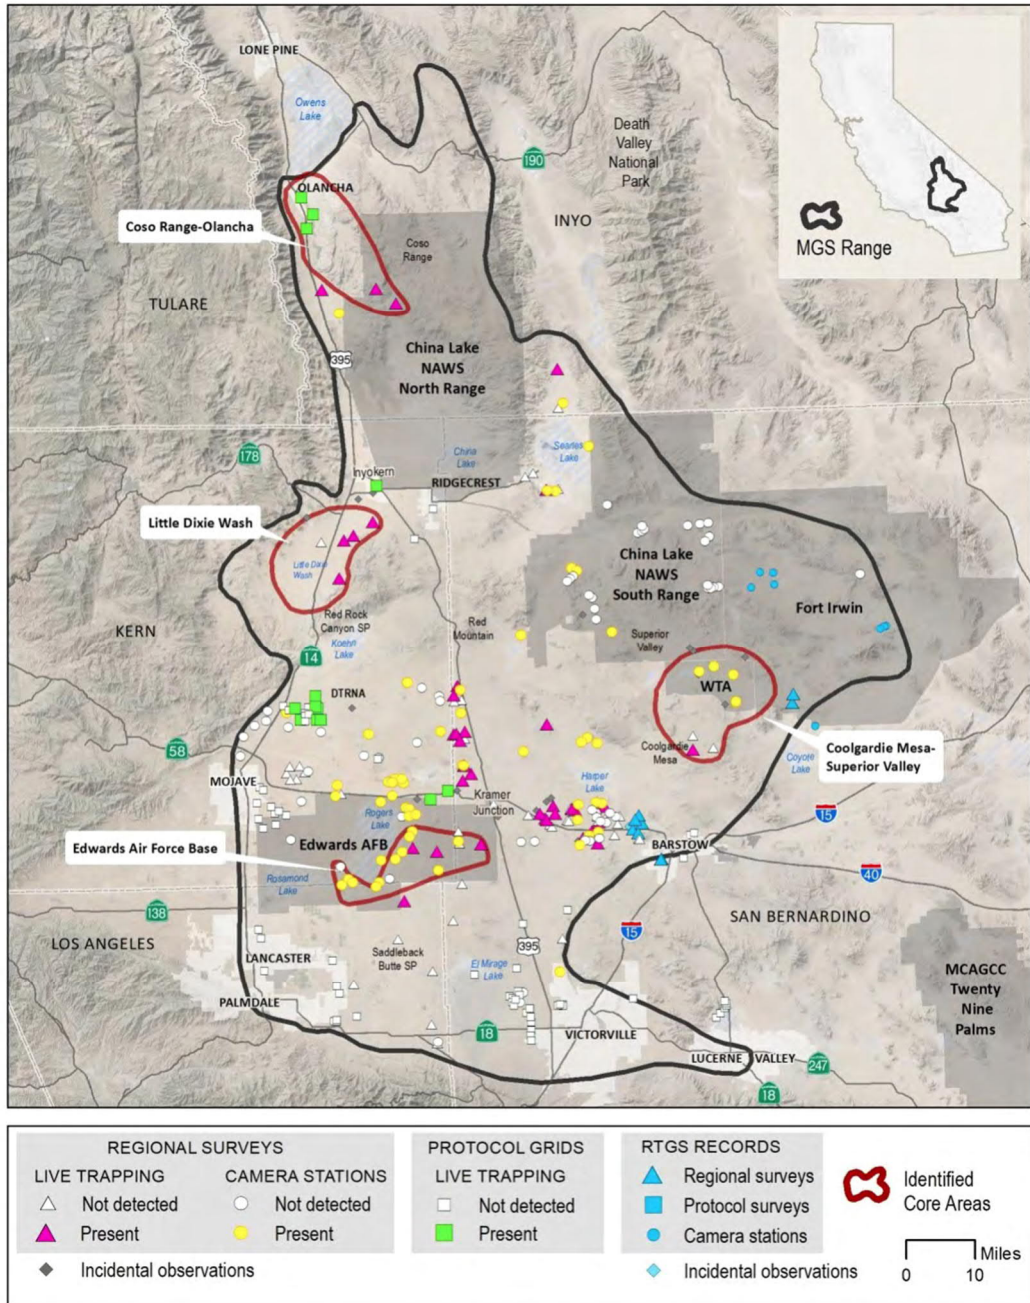 LONE PINE
Owens
Lake
190
Death
Valley
National
Park
OLANCHA
INYO
MGS Range
Coso Range-Olancha
Coso
Range
TULARE
395
China Lake
NAWS
North Range
178
China
Lake
Searles
Lake
Inyokern
RIDGECREST
Little Dixie Wash
Little Dixie
Wash
China Lake
NAWS
South Range
Fort Irwin
KERN
Red Rock
Canyon SP
Koehn
Lake
Red
Mountain
Superior
Valley
14
DTRNA
WTA
58
Coolgardie
Mesa
Coolgardie Mesa-
Superior Valley
Coyote
Lake
MOJAVE
Harper
Lake
Kramer
Junction
Rogers
Lake
15
Edwards Air Force Base
Edwards AFB
BARSTOW
Rosamond
Lake
40
138
SAN BERNARDINO
15
LOS ANGELES
LANCASTER
Saddleback
Butte SP
395
El Mirage
Lake
MCAGCC
Twenty
Nine
Palms
PALMDALE
18
VICTORVILLE
LUCERNE VALLEY
247
18
REGIONAL SURVEYS
LIVE TRAPPING
CAMERA STATIONS
Not detected
Not detected
Present
Present
Incidental observations
PROTOCOL GRIDS
LIVE TRAPPING
Not detected
Present
RTGS RECORDS
Regional surveys
Protocol surveys
Camera stations
Incidental observations
Identified
Core Areas
Miles
0 10